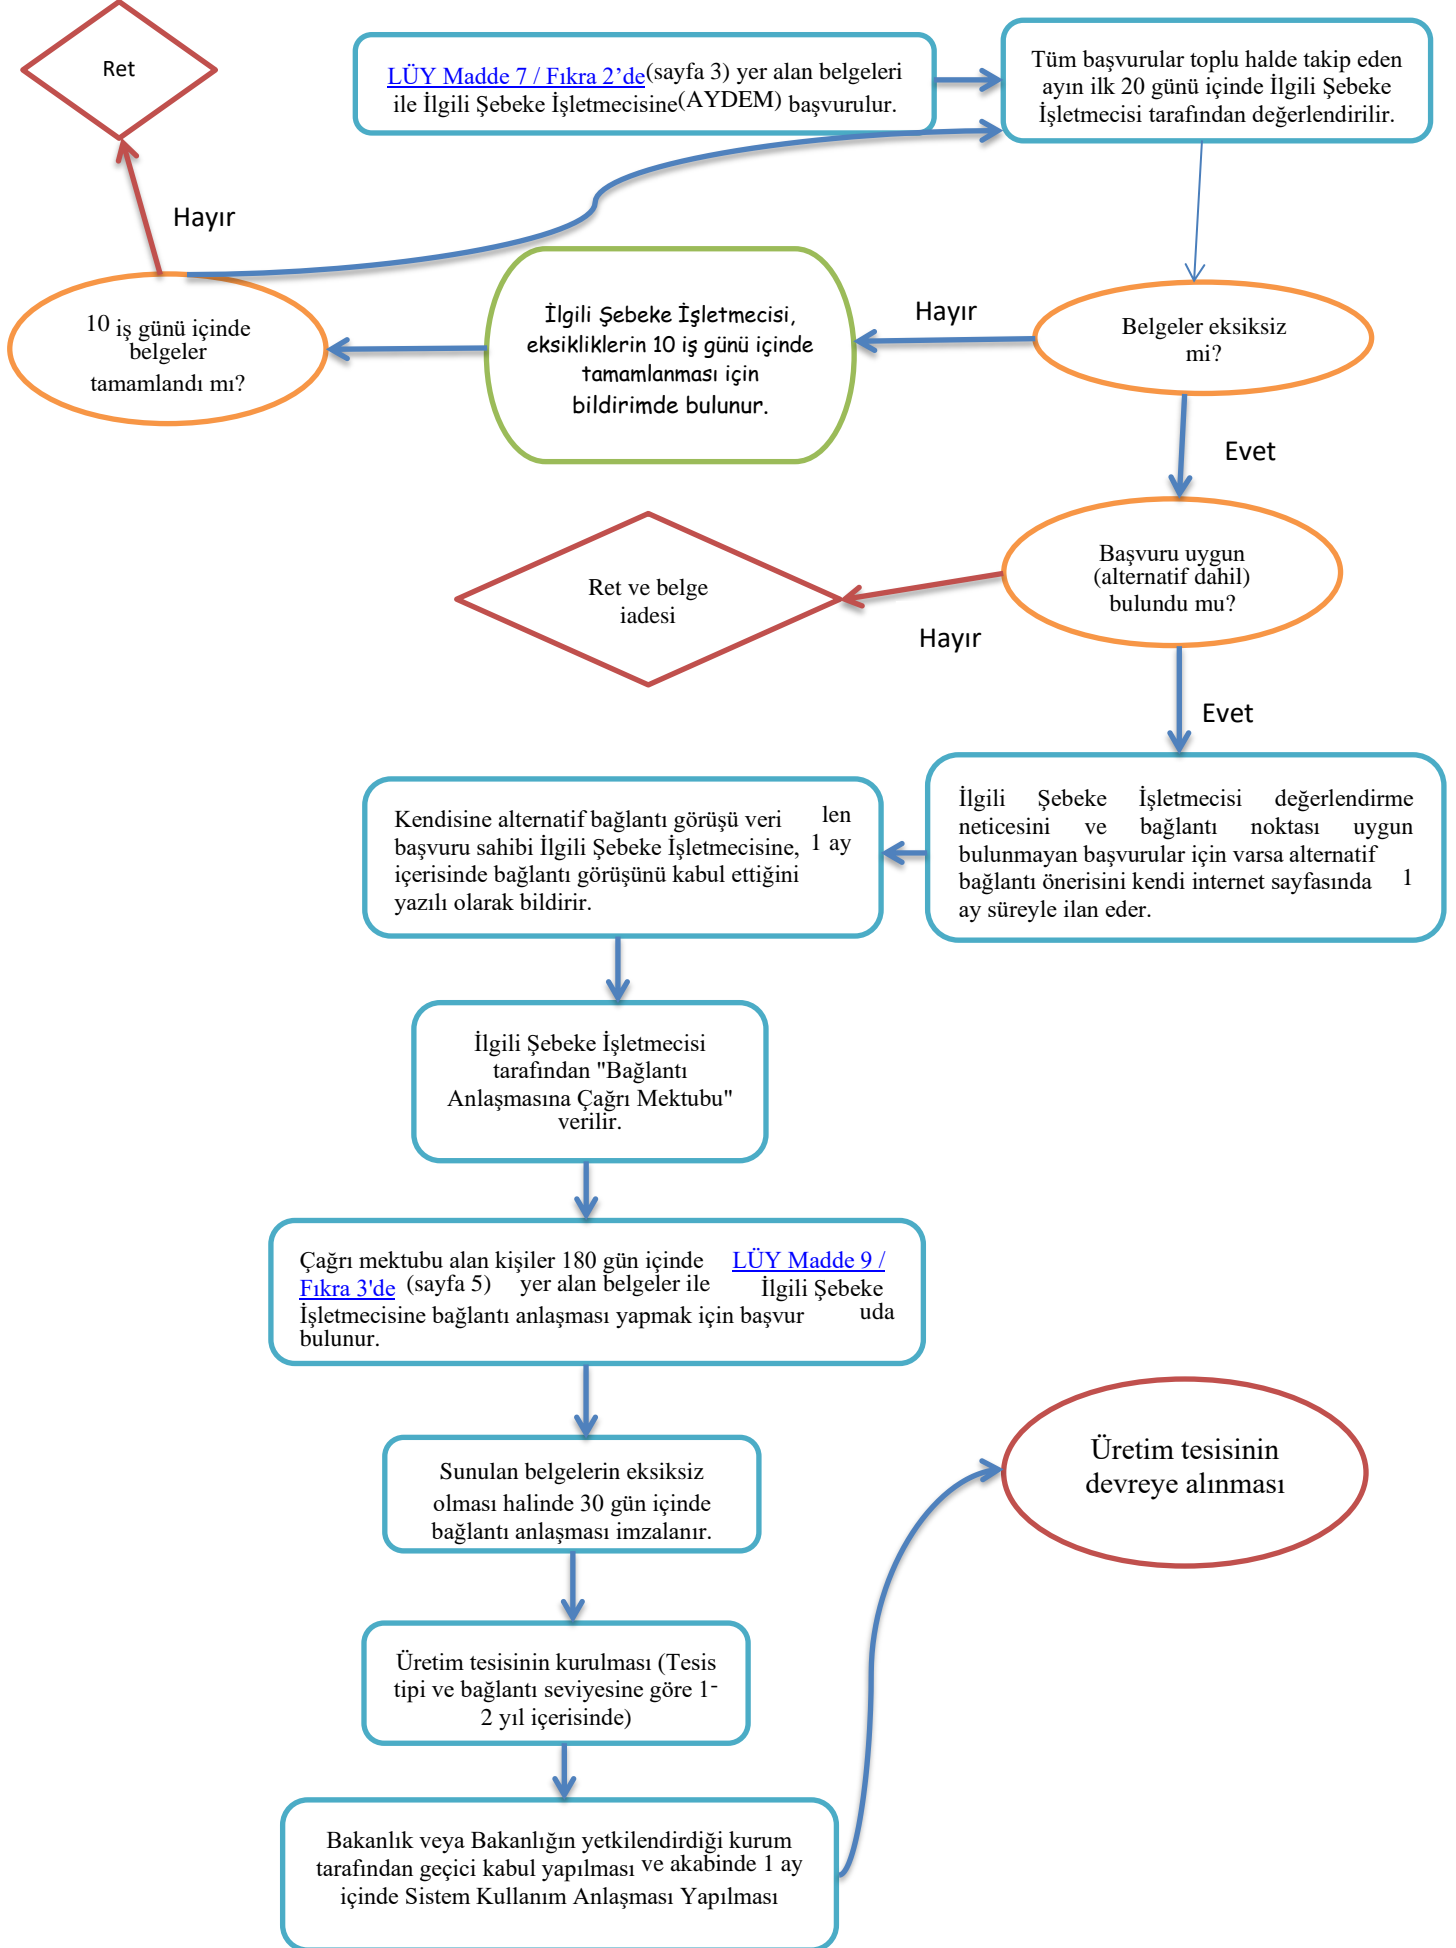 Ret
LÜY Madde 7 / Fıkra 2’de(sayfa 3) yer alan belgeleri
ile İlgili Şebeke İşletmecisine(AYDEM) başvurulur.
Tüm başvurular toplu halde takip eden
ayın ilk 20 günü içinde İlgili Şebeke
İşletmecisi tarafından değerlendirilir.
Hayır
10 iş günü içinde
belgeler
tamamlandı mı?
İlgili Şebeke İşletmecisi,
eksikliklerin 10 iş günü içinde
tamamlanması için
bildirimde bulunur.
Hayır
Belgeler eksiksiz
mi?
Evet
Ret ve belge
iadesi
Hayır
Başvuru uygun
(alternatif dahil)
bulundu mu?
Evet
İlgili Şebeke İşletmecisi değerlendirme
neticesini ve bağlantı noktası uygun
bulunmayan başvurular için varsa alternatif
bağlantı önerisini kendi internet sayfasında 1
ay süreyle ilan eder.
Kendisine alternatif bağlantı görüşü veri len
başvuru sahibi İlgili Şebeke İşletmecisine, 1 ay
içerisinde bağlantı görüşünü kabul ettiğini
yazılı olarak bildirir.
İlgili Şebeke İşletmecisi
tarafından "Bağlantı
Anlaşmasına Çağrı Mektubu"
verilir.
Çağrı mektubu alan kişiler 180 gün içinde LÜY Madde 9 /
Fıkra 3'de (sayfa 5) yer alan belgeler ile İlgili Şebeke
İşletmecisine bağlantı anlaşması yapmak için başvur uda
bulunur.
Sunulan belgelerin eksiksiz
olması halinde 30 gün içinde
bağlantı anlaşması imzalanır.
Üretim tesisinin
devreye alınması
Üretim tesisinin kurulması (Tesis
tipi ve bağlantı seviyesine göre 1-
2 yıl içerisinde)
Bakanlık veya Bakanlığın yetkilendirdiği kurum
tarafından geçici kabul yapılması ve akabinde 1 ay
içinde Sistem Kullanım Anlaşması Yapılması